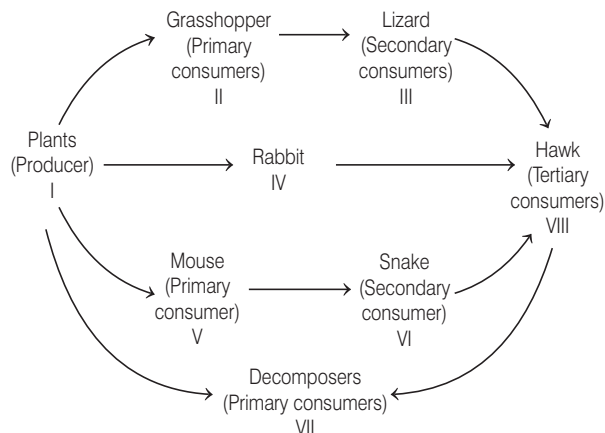 Grasshopper
(Primary
consumers)
II
Lizard
(Secondary
consumers)
III
Plants
(Producer)
I
Rabbit
IV
Hawk
(Tertiary
consumers)
VIII
Mouse
(Primary
consumer)
V
Snake
(Secondary
consumer)
VI
Decomposers
(Primary consumers)
VII